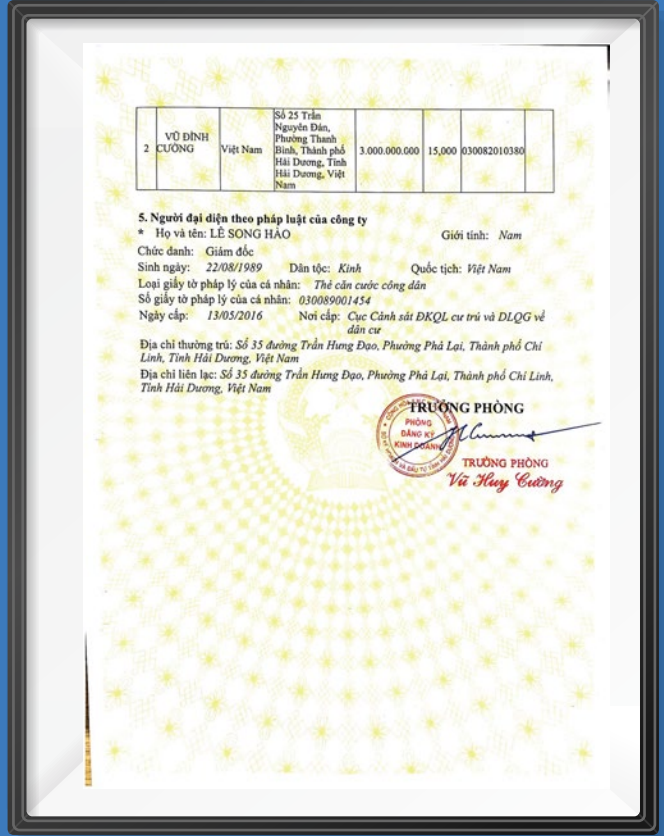 Số 25 Trần
Nguyên Đán,
Phường Thanh
Bình, Thành phố
Hải Dương, Tỉnh
Hải Dương, Việt
Nam
2
VŨ ĐÌNH
CƯỜNG
Việt Nam
3.000.000.000
15,000
030082010380
5. Người đại diện theo pháp luật của công ty
* Họ và tên: LÊ SONG HÀO Giới tính: Nam
Chức danh: Giám đốc
Sinh ngày: 22/08/1989 Dân tộc: Kinh Quốc tịch: Việt Nam
Loại giấy tờ pháp lý của cá nhân: Thẻ căn cước công dân
Số giấy tờ pháp lý của cá nhân: 030089001454
Ngày cấp: 13/05/2016 Nơi cấp: Cục Cảnh sát ĐKQL cư trú và DLQG về
dân cư
Địa chỉ thường trú: Số 35 đường Trần Hưng Đạo, Phường Phả Lại, Thành phố Chí
Linh, Tỉnh Hải Dương, Việt Nam
Địa chỉ liên lạc: Số 35 đường Trần Hưng Đạo, Phường Phả Lại, Thành phố Chí Linh,
Tỉnh Hải Dương, Việt Nam
TRƯỞNG PHÒNG
PHÒNG
ĐĂNG KÝ
KINH DOANH
TRƯỞNG PHÒNG
Vũ Huy Cường